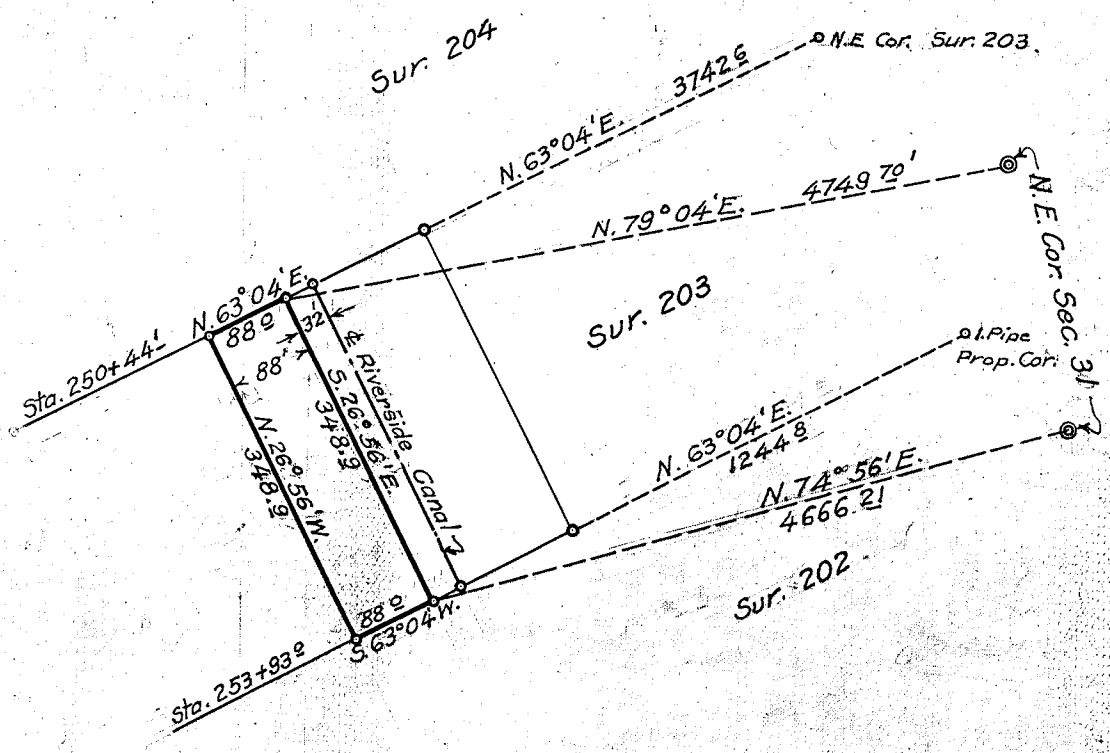 Sur. 204
N.E Cor. Sur. 203.
N. 63°04'E. 3742 6
N. 79°04'E. 4749 70'
N.E. Cor. Sec. 31
Sur. 203
Sta. 250+44'
N. 63°04'E.
88 0
32'
88'
℄ Riverside Canal
S. 26°56'E.
348.9
N. 26°56'W.
348.9
I. Pipe
Prop. Cor.
N. 63°04'E.
1244 8
N. 74°56'E.
4666.21
Sur. 202
88 0
S. 63°04'W.
Sta. 253+93 0